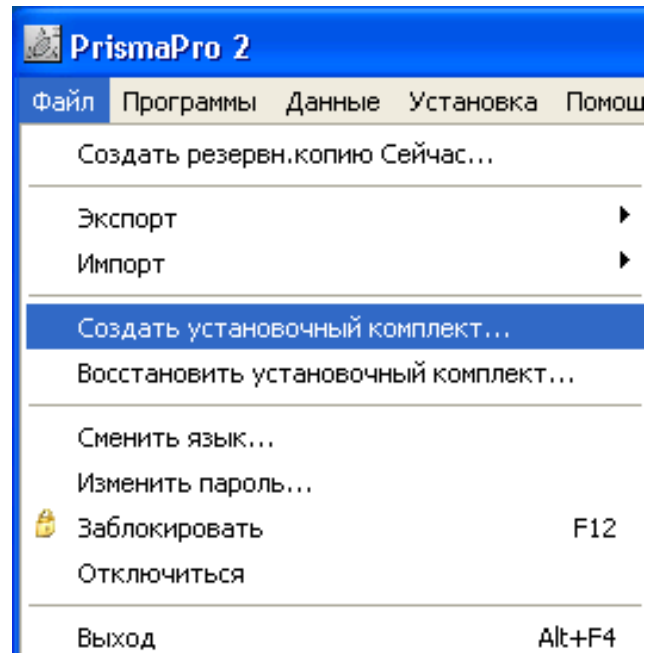 PrismaPro 2
Файл Программы Данные Установка Помощ
Создать резервн.копию Сейчас...
Экспорт
Импорт
Создать установочный комплект...
Восстановить установочный комплект...
Сменить язык...
Изменить пароль...
Заблокировать F12
Отключиться
Выход Alt+F4